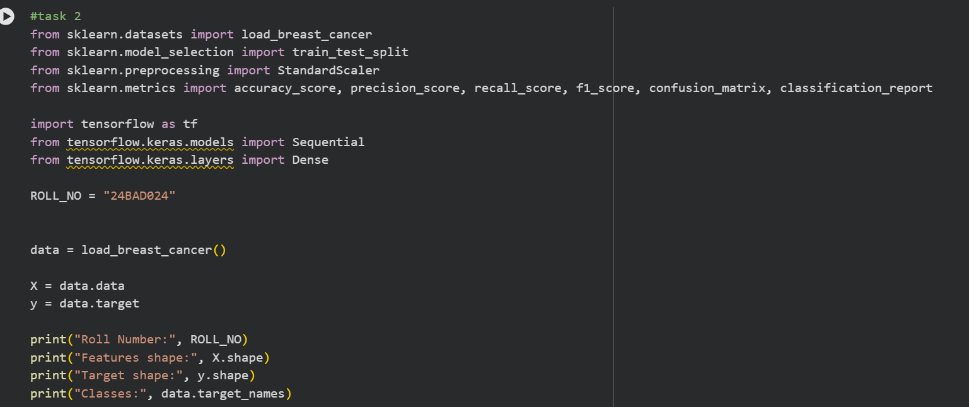 #task 2
from sklearn.datasets import load_breast_cancer
from sklearn.model_selection import train_test_split
from sklearn.preprocessing import StandardScaler
from sklearn.metrics import accuracy_score, precision_score, recall_score, f1_score, confusion_matrix, classification_report
import tensorflow as tf
from tensorflow.keras.models import Sequential
from tensorflow.keras.layers import Dense
ROLL_NO = "24BAD024"
data = load_breast_cancer()
X = data.data
y = data.target
print("Roll Number:", ROLL_NO)
print("Features shape:", X.shape)
print("Target shape:", y.shape)
print("Classes:", data.target_names)